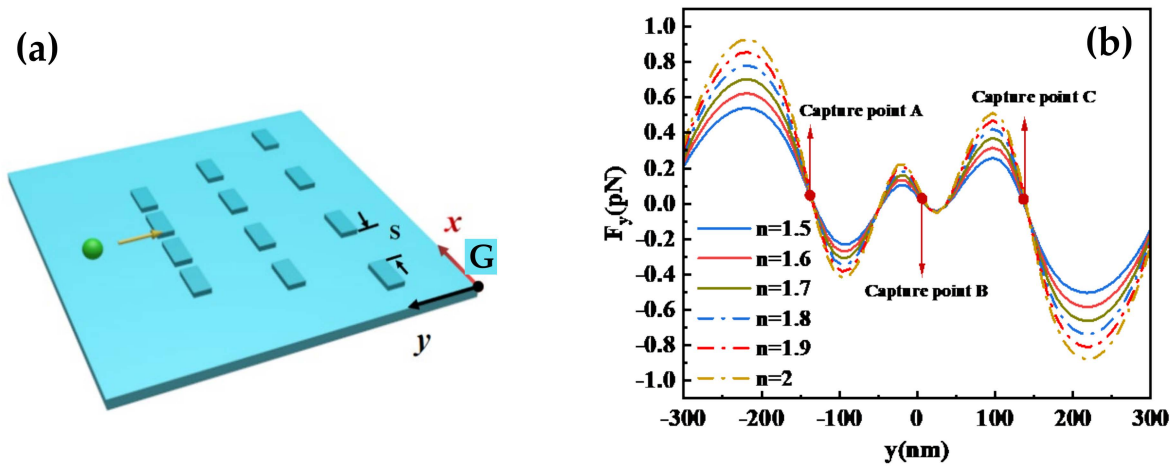 (a)
S
x
G
y
(b)
Capture point A
Capture point C
Capture point B
F_y(pN)
1.0
0.8
0.6
0.4
0.2
0.0
-0.2
-0.4
-0.6
-0.8
-1.0
n=1.5
n=1.6
n=1.7
n=1.8
n=1.9
n=2
-300 -200 -100 0 100 200 300
y(nm)